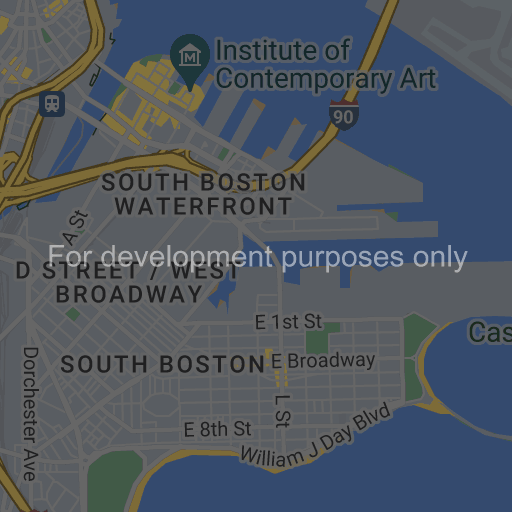 Institute of
Contemporary Art
90
SOUTH BOSTON
WATERFRONT
A St
For development purposes only
D STREET / WEST
BROADWAY
E 1st St
Cas
SOUTH BOSTON
E Broadway
Dorchester Ave
L St
E 8th St
William J Day Blvd